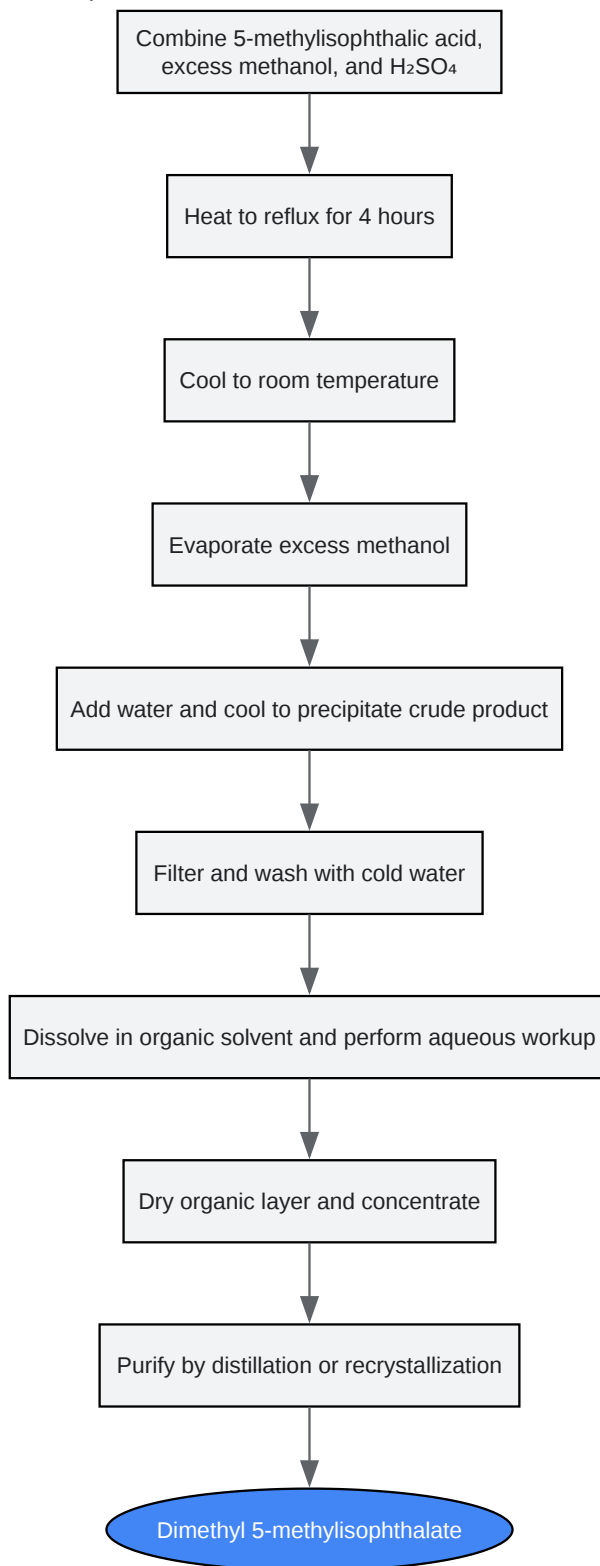 Combine 5-methylisophthalic acid,
excess methanol, and H₂SO₄
Heat to reflux for 4 hours
Cool to room temperature
Evaporate excess methanol
Add water and cool to precipitate crude product
Filter and wash with cold water
Dissolve in organic solvent and perform aqueous workup
Dry organic layer and concentrate
Purify by distillation or recrystallization
Dimethyl 5-methylisophthalate